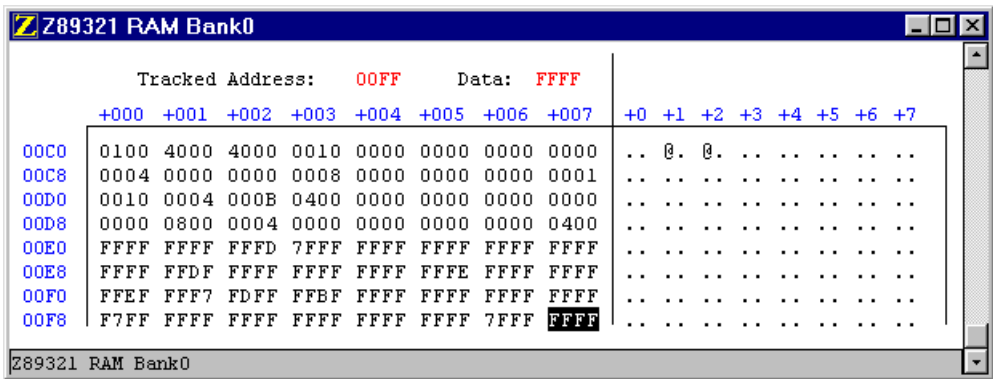 Z Z89321 RAM Bank0
Tracked Address: 00FF Data: FFFF
+000 +001 +002 +003 +004 +005 +006 +007 +0 +1 +2 +3 +4 +5 +6 +7
00C0 0100 4000 4000 0010 0000 0000 0000 0000 .. @. @. .. .. .. .. ..
00C8 0004 0000 0000 0008 0000 0000 0000 0001 .. .. .. .. .. .. .. ..
00D0 0010 0004 000B 0400 0000 0000 0000 0000 .. .. .. .. .. .. .. ..
00D8 0000 0800 0004 0000 0000 0000 0000 0400 .. .. .. .. .. .. .. ..
00E0 FFFF FFFF FFFD 7FFF FFFF FFFF FFFF FFFF .. .. .. .. .. .. .. ..
00E8 FFFF FFDF FFFF FFFF FFFF FFFE FFFF FFFF .. .. .. .. .. .. .. ..
00F0 FFEF FFF7 FDFF FFBF FFFF FFFF FFFF FFFF .. .. .. .. .. .. .. ..
00F8 F7FF FFFF FFFF FFFF FFFF FFFF 7FFF FFFF .. .. .. .. .. .. .. ..
Z89321 RAM Bank0